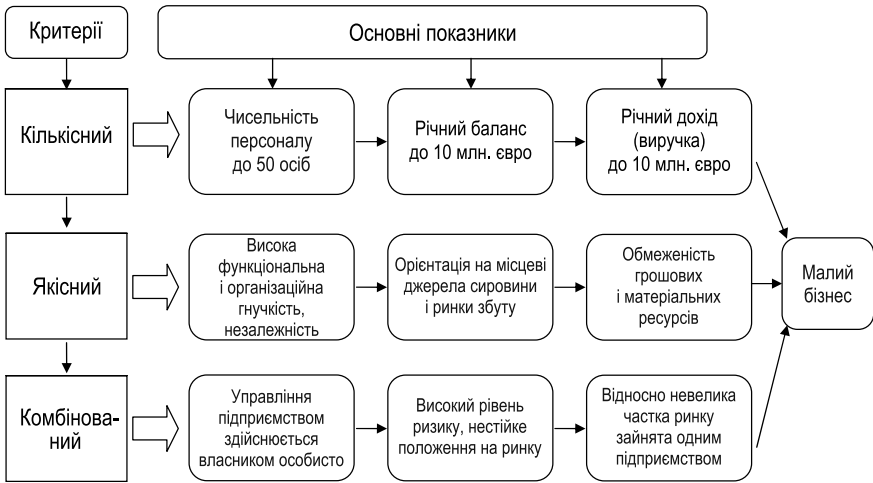 Критерії
Основні показники
Кількісний
Чисельність
персоналу
до 50 осіб
Річний баланс
до 10 млн. євро
Річний дохід
(виручка)
до 10 млн. євро
Якісний
Висока
функціональна
і організаційна
гнучкість,
незалежність
Орієнтація на місцеві
джерела сировини
і ринки збуту
Обмеженість
грошових
і матеріальних
ресурсів
Малий
бізнес
Комбінова-
ний
Управління
підприємством
здійснюється
власником особисто
Високий рівень
ризику, нестійке
положення на ринку
Відносно невелика
частка ринку
зайнята одним
підприємством